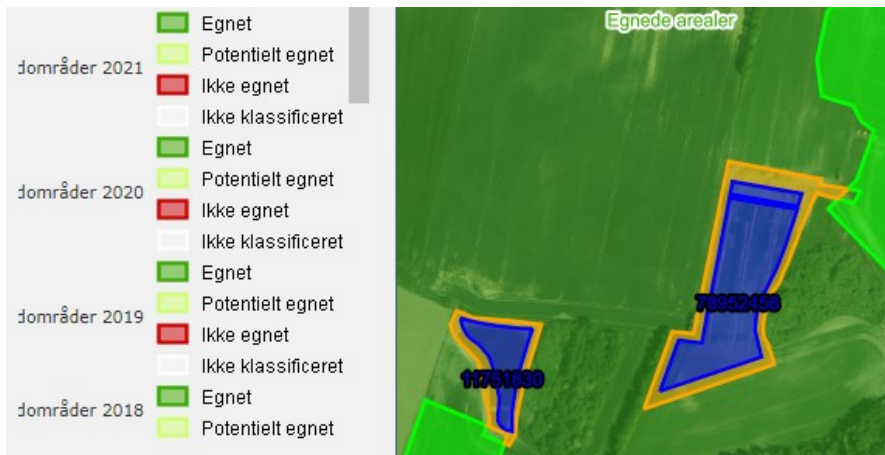 Egnet
Potentielt egnet
dområder 2021
Ikke egnet
Ikke klassificeret
Egnet
Potentielt egnet
dområder 2020
Ikke egnet
Ikke klassificeret
Egnet
Potentielt egnet
dområder 2019
Ikke egnet
Ikke klassificeret
Egnet
dområder 2018
Potentielt egnet
Egnede arealer
78952458
11751830